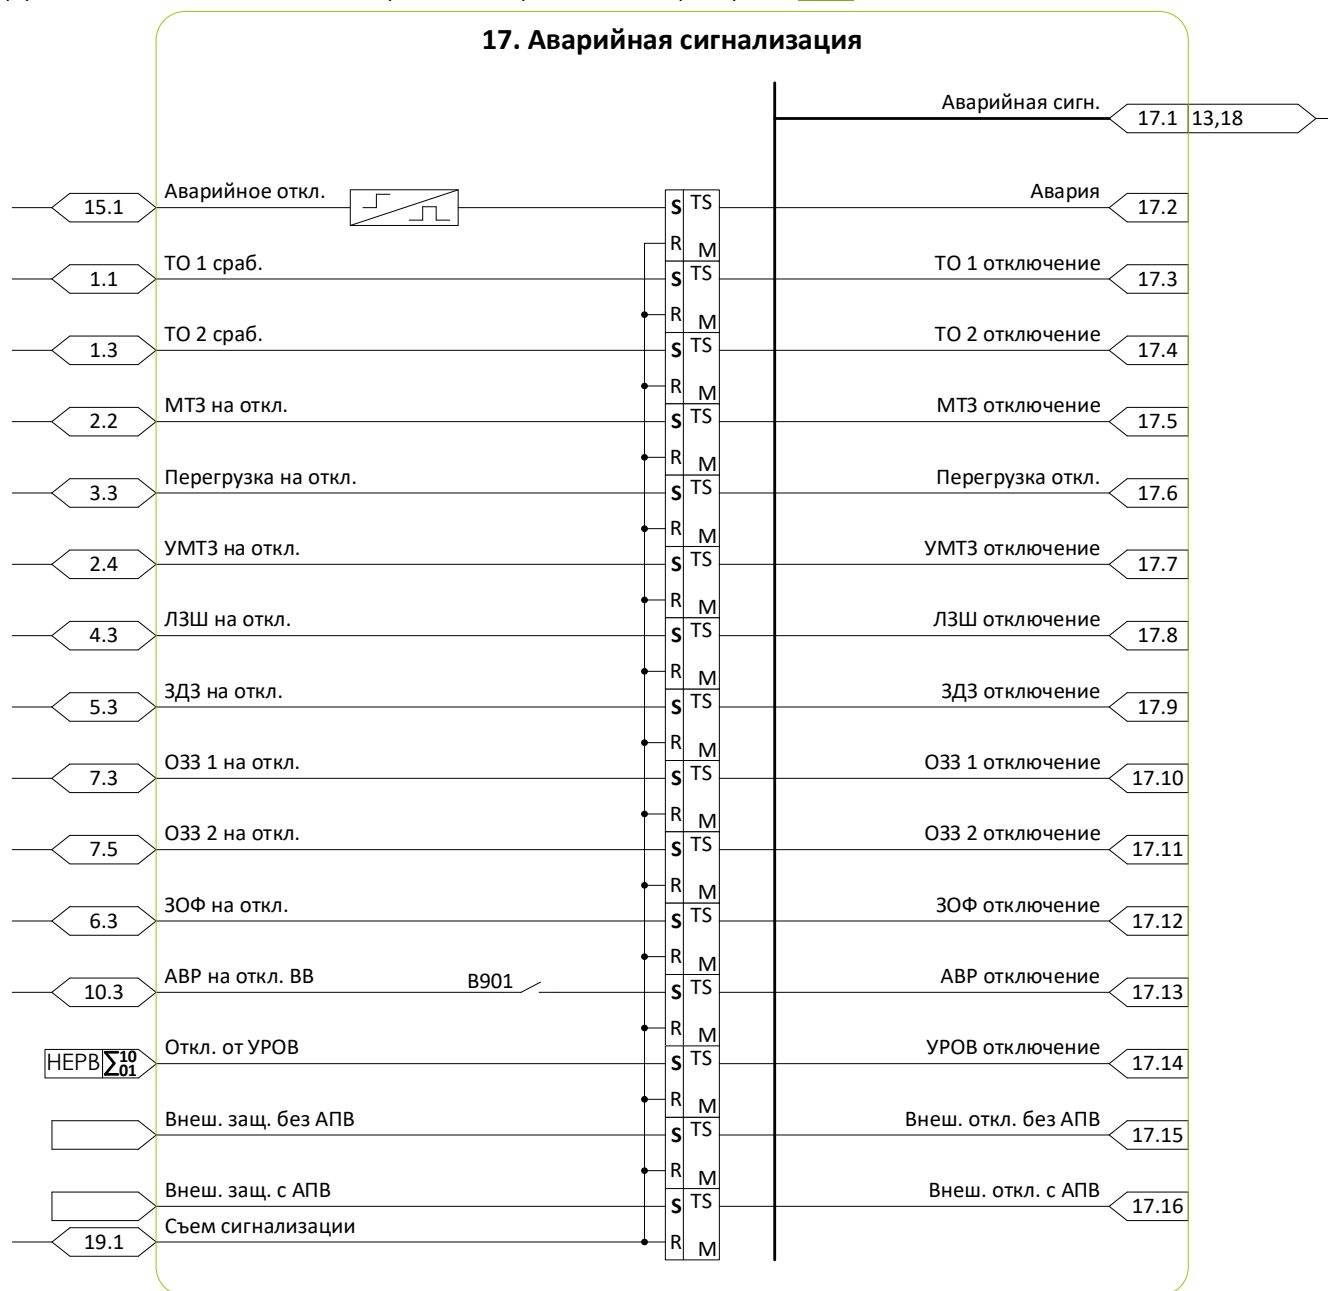 17. Аварийная сигнализация
Аварийная сигн. 17.1 13,18
15.1 Аварийное откл. S TS Авария 17.2
R M
1.1 ТО 1 сраб. S TS ТО 1 отключение 17.3
R M
1.3 ТО 2 сраб. S TS ТО 2 отключение 17.4
R M
2.2 МТЗ на откл. S TS МТЗ отключение 17.5
R M
3.3 Перегрузка на откл. S TS Перегрузка откл. 17.6
R M
2.4 УМТЗ на откл. S TS УМТЗ отключение 17.7
R M
4.3 ЛЗШ на откл. S TS ЛЗШ отключение 17.8
R M
5.3 ЗДЗ на откл. S TS ЗДЗ отключение 17.9
R M
7.3 ОЗЗ 1 на откл. S TS ОЗЗ 1 отключение 17.10
R M
7.5 ОЗЗ 2 на откл. S TS ОЗЗ 2 отключение 17.11
R M
6.3 ЗОФ на откл. S TS ЗОФ отключение 17.12
R M
10.3 АВР на откл. ВВ В901 S TS АВР отключение 17.13
R M
НЕРВ Σ 10 01 Откл. от УРОВ S TS УРОВ отключение 17.14
R M
Внеш. защ. без АПВ S TS Внеш. откл. без АПВ 17.15
R M
Внеш. защ. с АПВ S TS Внеш. откл. с АПВ 17.16
19.1 Съем сигнализации R M